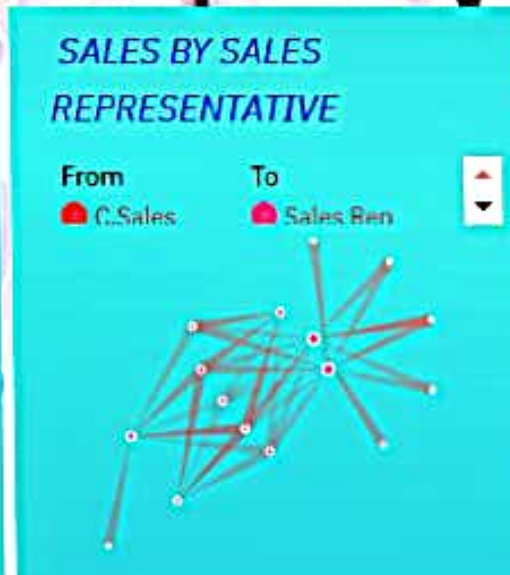 SALES BY SALES
REPRESENTATIVE
From To
C.Sales Sales Rep